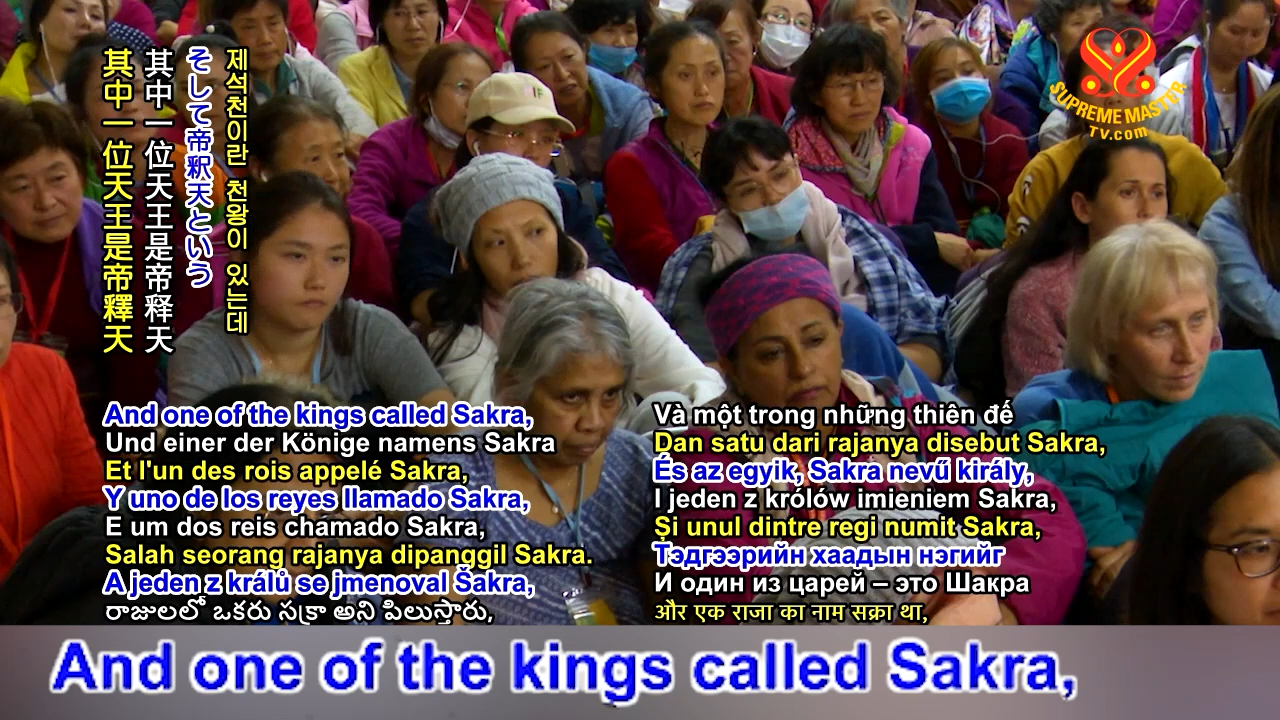 其中一位天王是帝釋天
其中一位天王是帝释天
そして帝釈天という
제석천이란 천왕이 있는데
SUPREME MASTER
TV.com
And one of the kings called Sakra,
Und einer der Könige namens Sakra
Et l'un des rois appelé Sakra,
Y uno de los reyes llamado Sakra,
E um dos reis chamado Sakra,
Salah seorang rajanya dipanggil Sakra.
A jeden z králů se jmenoval Šakra,
రాజులలో ఒకరు సక్రా అని పిలుస్తారు,
Và một trong những thiên đế
Dan satu dari rajanya disebut Sakra,
És az egyik, Sakra nevű király,
I jeden z królów imieniem Sakra,
Și unul dintre regi numit Sakra,
Тэдгээрийн хаадын нэгийг
И один из царей – это Шакра
और एक राजा का नाम सक्रा था,
And one of the kings called Sakra,